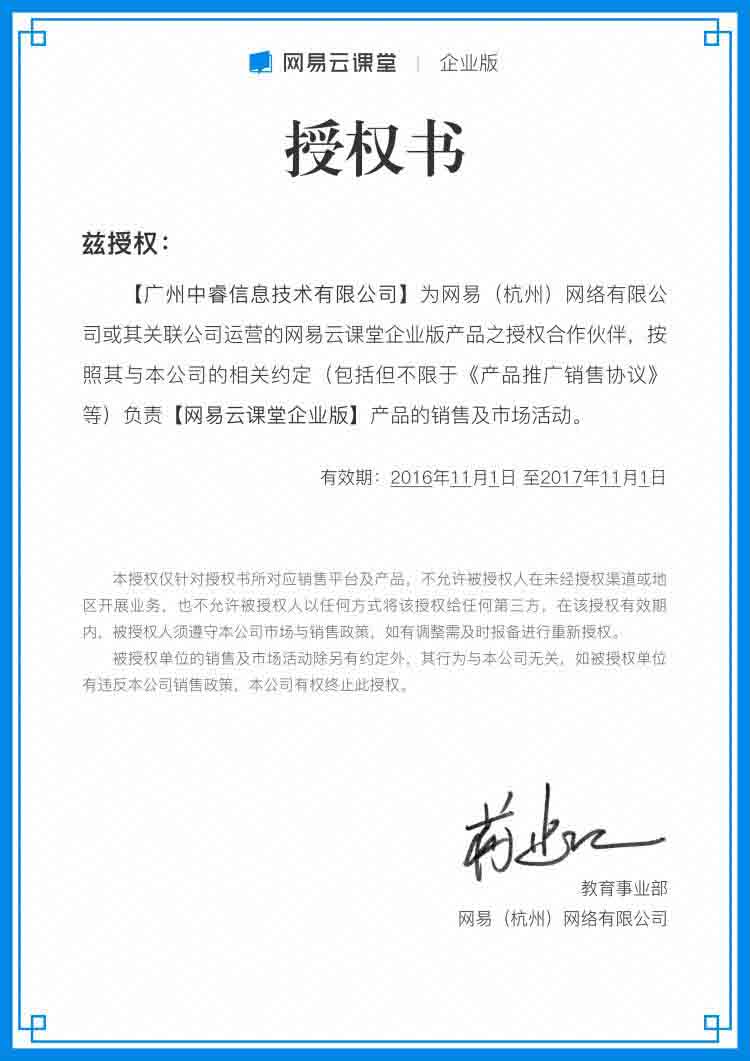 网易云课堂 | 企业版
授权书
兹授权：
【广州中睿信息技术有限公司】为网易（杭州）网络有限公
司或其关联公司运营的网易云课堂企业版产品之授权合作伙伴，按
照其与本公司的相关约定（包括但不限于《产品推广销售协议》
等）负责【网易云课堂企业版】产品的销售及市场活动。
有效期：2016年11月1日 至2017年11月1日
本授权仅针对授权书所对应销售平台及产品，不允许被授权人在未经授权渠道或地
区开展业务，也不允许被授权人以任何方式将该授权给任何第三方，在该授权有效期
内，被授权人须遵守本公司市场与销售政策，如有调整需及时报备进行重新授权。
被授权单位的销售及市场活动除另有约定外，其行为与本公司无关，如被授权单位
有违反本公司销售政策，本公司有权终止此授权。
教育事业部
网易（杭州）网络有限公司